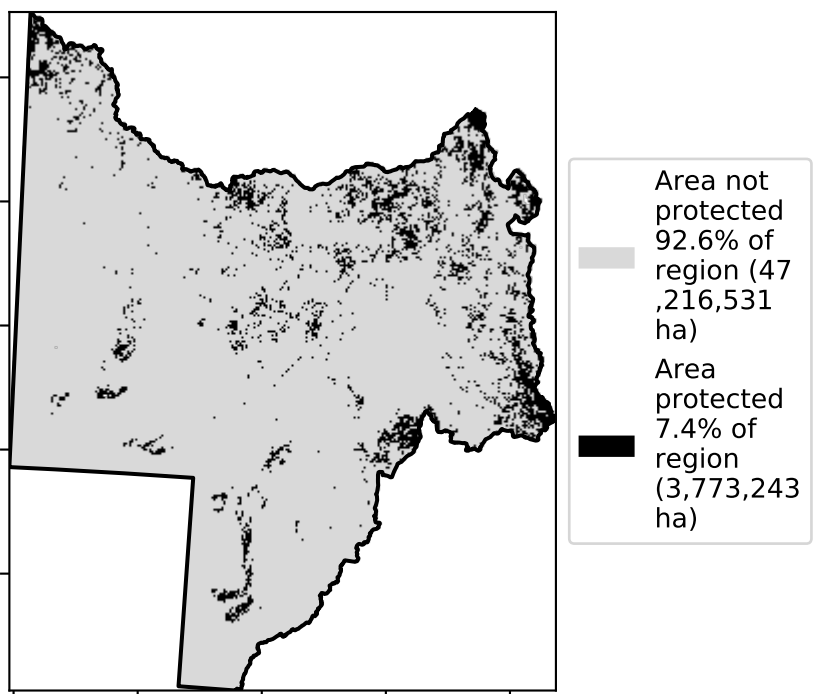 Area not
protected
92.6% of
region (47
,216,531
ha)
Area
protected
7.4% of
region
(3,773,243
ha)